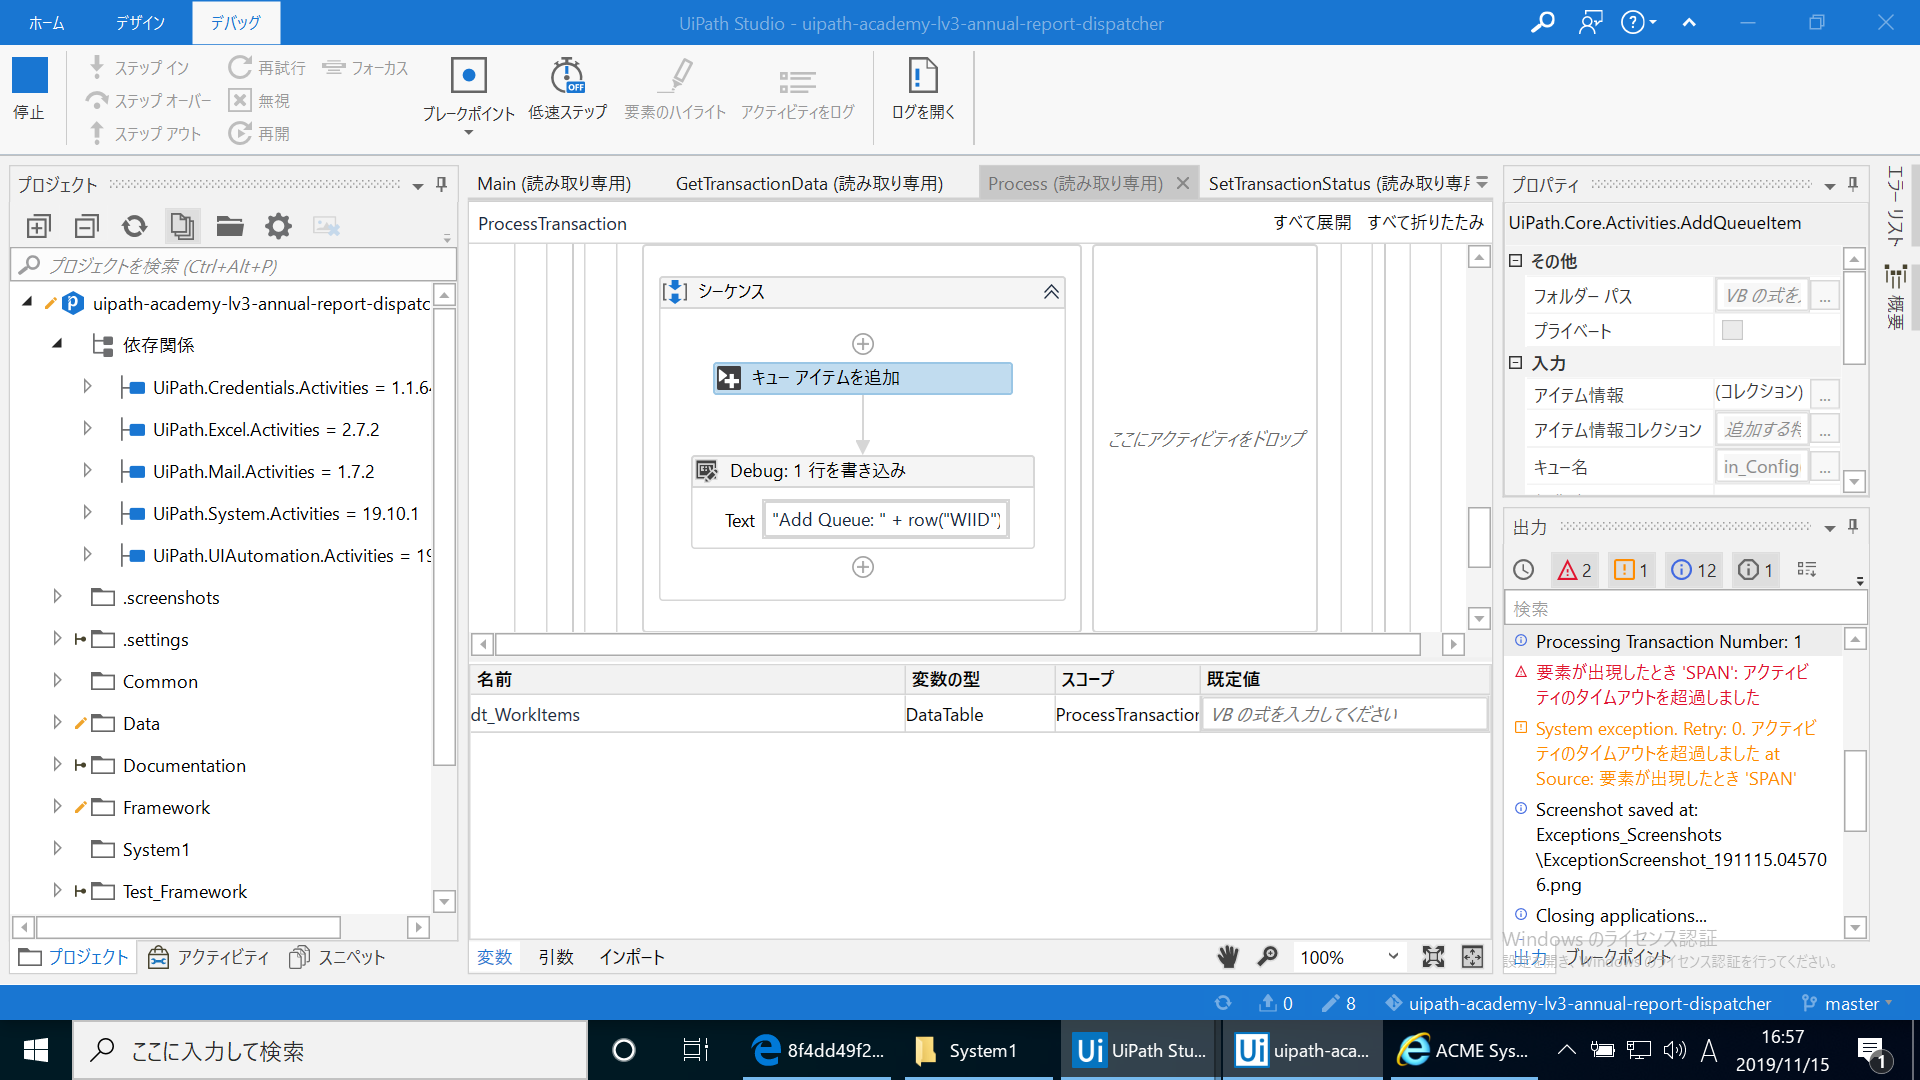 ホーム
デザイン
デバッグ
UiPath Studio - uipath-academy-lv3-annual-report-dispatcher
停止
ステップ イン
ステップ オーバー
ステップ アウト
再試行
無視
再開
フォーカス
ブレークポイント
低速ステップ
OFF
要素のハイライト
アクティビティをログ
ログを開く
プロジェクト
プロジェクトを検索 (Ctrl+Alt+P)
uipath-academy-lv3-annual-report-dispatc
依存関係
UiPath.Credentials.Activities = 1.1.64
UiPath.Excel.Activities = 2.7.2
UiPath.Mail.Activities = 1.7.2
UiPath.System.Activities = 19.10.1
UiPath.UIAutomation.Activities = 19
.screenshots
.settings
Common
Data
Documentation
Framework
System1
Test_Framework
プロジェクト
アクティビティ
スニペット
Main (読み取り専用)
GetTransactionData (読み取り専用)
Process (読み取り専用)
SetTransactionStatus (読み取り専用
ProcessTransaction
すべて展開
すべて折りたたみ
シーケンス
キュー アイテムを追加
Debug: 1 行を書き込み
Text
"Add Queue: " + row("WIID")
ここにアクティビティをドロップ
名前 変数の型 スコープ 既定値
dt_WorkItems DataTable ProcessTransaction VB の式を入力してください
変数
引数
インポート
100%
プロパティ
UiPath.Core.Activities.AddQueueItem
その他
フォルダー パス VB の式を ...
プライベート
入力
アイテム情報 (コレクション) ...
アイテム情報コレクション 追加する ...
キュー名 in_Config ...
出力
2
1
12
1
検索
Processing Transaction Number: 1
要素が出現したとき 'SPAN': アクティビ
ティのタイムアウトを超過しました
System exception. Retry: 0. アクティビ
ティのタイムアウトを超過しました at
Source: 要素が出現したとき 'SPAN'
Screenshot saved at:
Exceptions_Screenshots
\ExceptionScreenshot_191115.04570
6.png
Closing applications...
Windows のライセンス認証
設定を開き、Windows のライセンス認証を行ってください。
出力
ブレークポイント
エラー リスト
概要
0
8
uipath-academy-lv3-annual-report-dispatcher
master
ここに入力して検索
8f4dd49f2...
System1
UiPath Stu...
uipath-aca...
ACME Sys...
A
16:57
2019/11/15
1